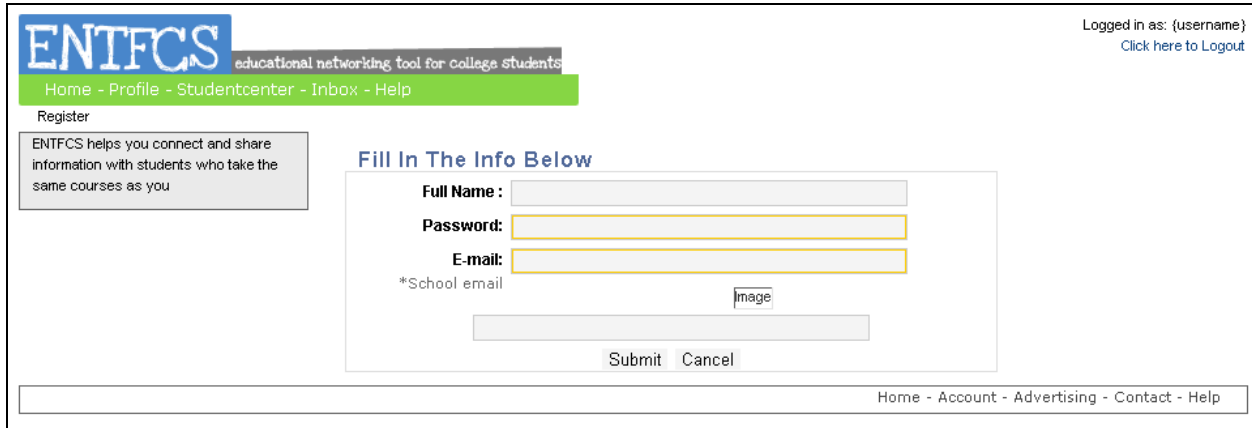 ENTFCS educational networking tool for college students
Logged in as: {username}
Click here to Logout
Home - Profile - Studentcenter - Inbox - Help
Register
ENTFCS helps you connect and share
information with students who take the
same courses as you
Fill In The Info Below
Full Name :
Password:
E-mail:
*School email
Image
Submit Cancel
Home - Account - Advertising - Contact - Help